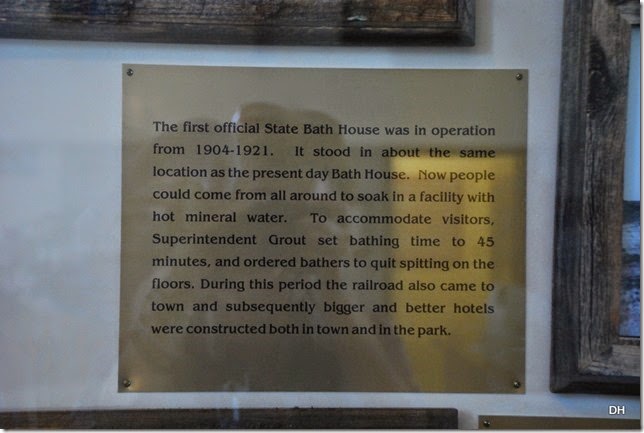 The first official State Bath House was in operation
from 1904-1921. It stood in about the same
location as the present day Bath House. Now people
could come from all around to soak in a facility with
hot mineral water. To accommodate visitors,
Superintendent Grout set bathing time to 45
minutes, and ordered bathers to quit spitting on the
floors. During this period the railroad also came to
town and subsequently bigger and better hotels
were constructed both in town and in the park.
DH